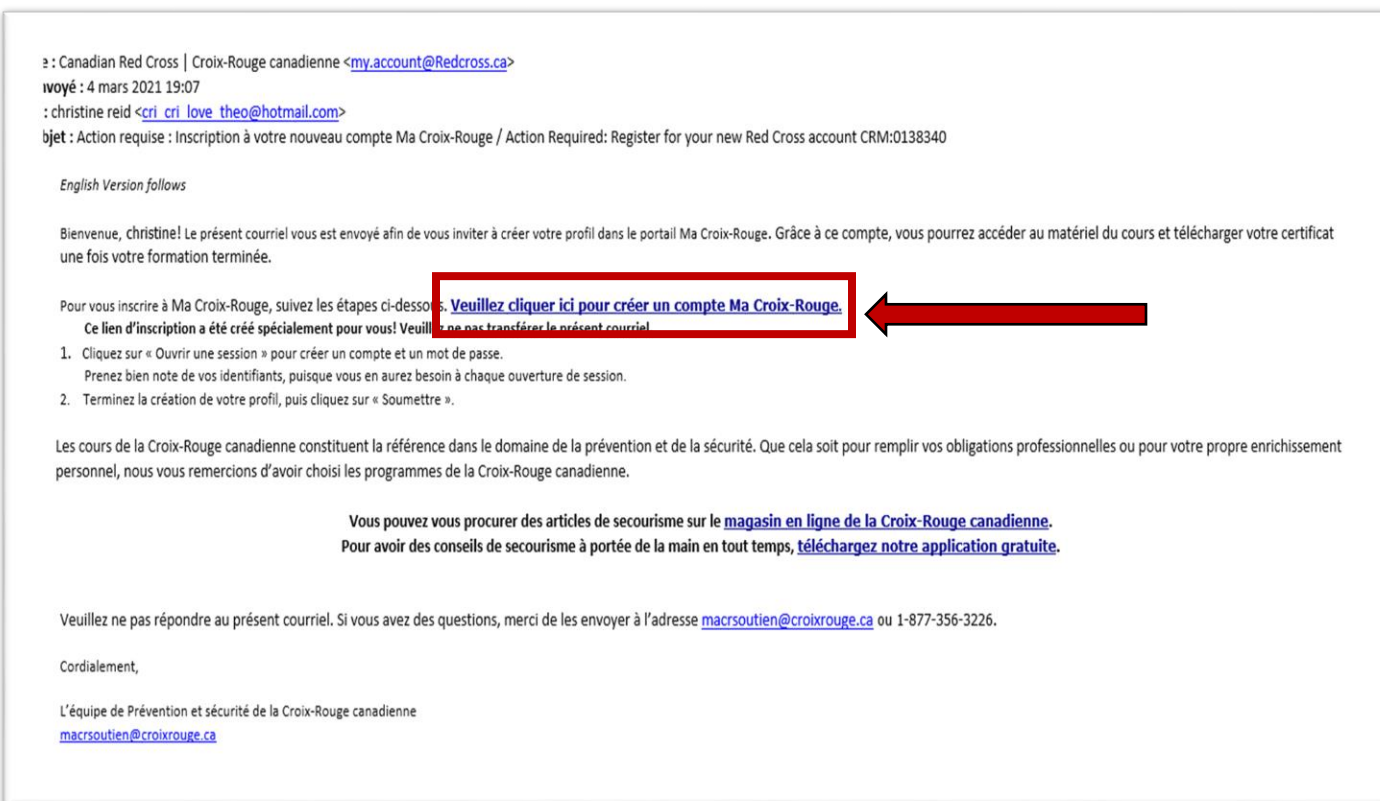 e : Canadian Red Cross | Croix-Rouge canadienne <my.account@Redcross.ca>
nvoyé : 4 mars 2021 19:07
: christine reid <cri_cri_love_theo@hotmail.com>
bjet : Action requise : Inscription à votre nouveau compte Ma Croix-Rouge / Action Required: Register for your new Red Cross account CRM:0138340
English Version follows
Bienvenue, christine! Le présent courriel vous est envoyé afin de vous inviter à créer votre profil dans le portail Ma Croix-Rouge. Grâce à ce compte, vous pourrez accéder au matériel du cours et télécharger votre certificat
une fois votre formation terminée.
Pour vous inscrire à Ma Croix-Rouge, suivez les étapes ci-dessous. Veuillez cliquer ici pour créer un compte Ma Croix-Rouge.
Ce lien d'inscription a été créé spécialement pour vous! Veuillez ne pas transférer le présent courriel
1. Cliquez sur « Ouvrir une session » pour créer un compte et un mot de passe.
Prenez bien note de vos identifiants, puisque vous en aurez besoin à chaque ouverture de session.
2. Terminez la création de votre profil, puis cliquez sur « Soumettre ».
Les cours de la Croix-Rouge canadienne constituent la référence dans le domaine de la prévention et de la sécurité. Que cela soit pour remplir vos obligations professionnelles ou pour votre propre enrichissement
personnel, nous vous remercions d'avoir choisi les programmes de la Croix-Rouge canadienne.
Vous pouvez vous procurer des articles de secourisme sur le magasin en ligne de la Croix-Rouge canadienne.
Pour avoir des conseils de secourisme à portée de la main en tout temps, téléchargez notre application gratuite.
Veuillez ne pas répondre au présent courriel. Si vous avez des questions, merci de les envoyer à l'adresse macrsoutien@croixrouge.ca ou 1-877-356-3226.
Cordialement,
L'équipe de Prévention et sécurité de la Croix-Rouge canadienne
macrsoutien@croixrouge.ca